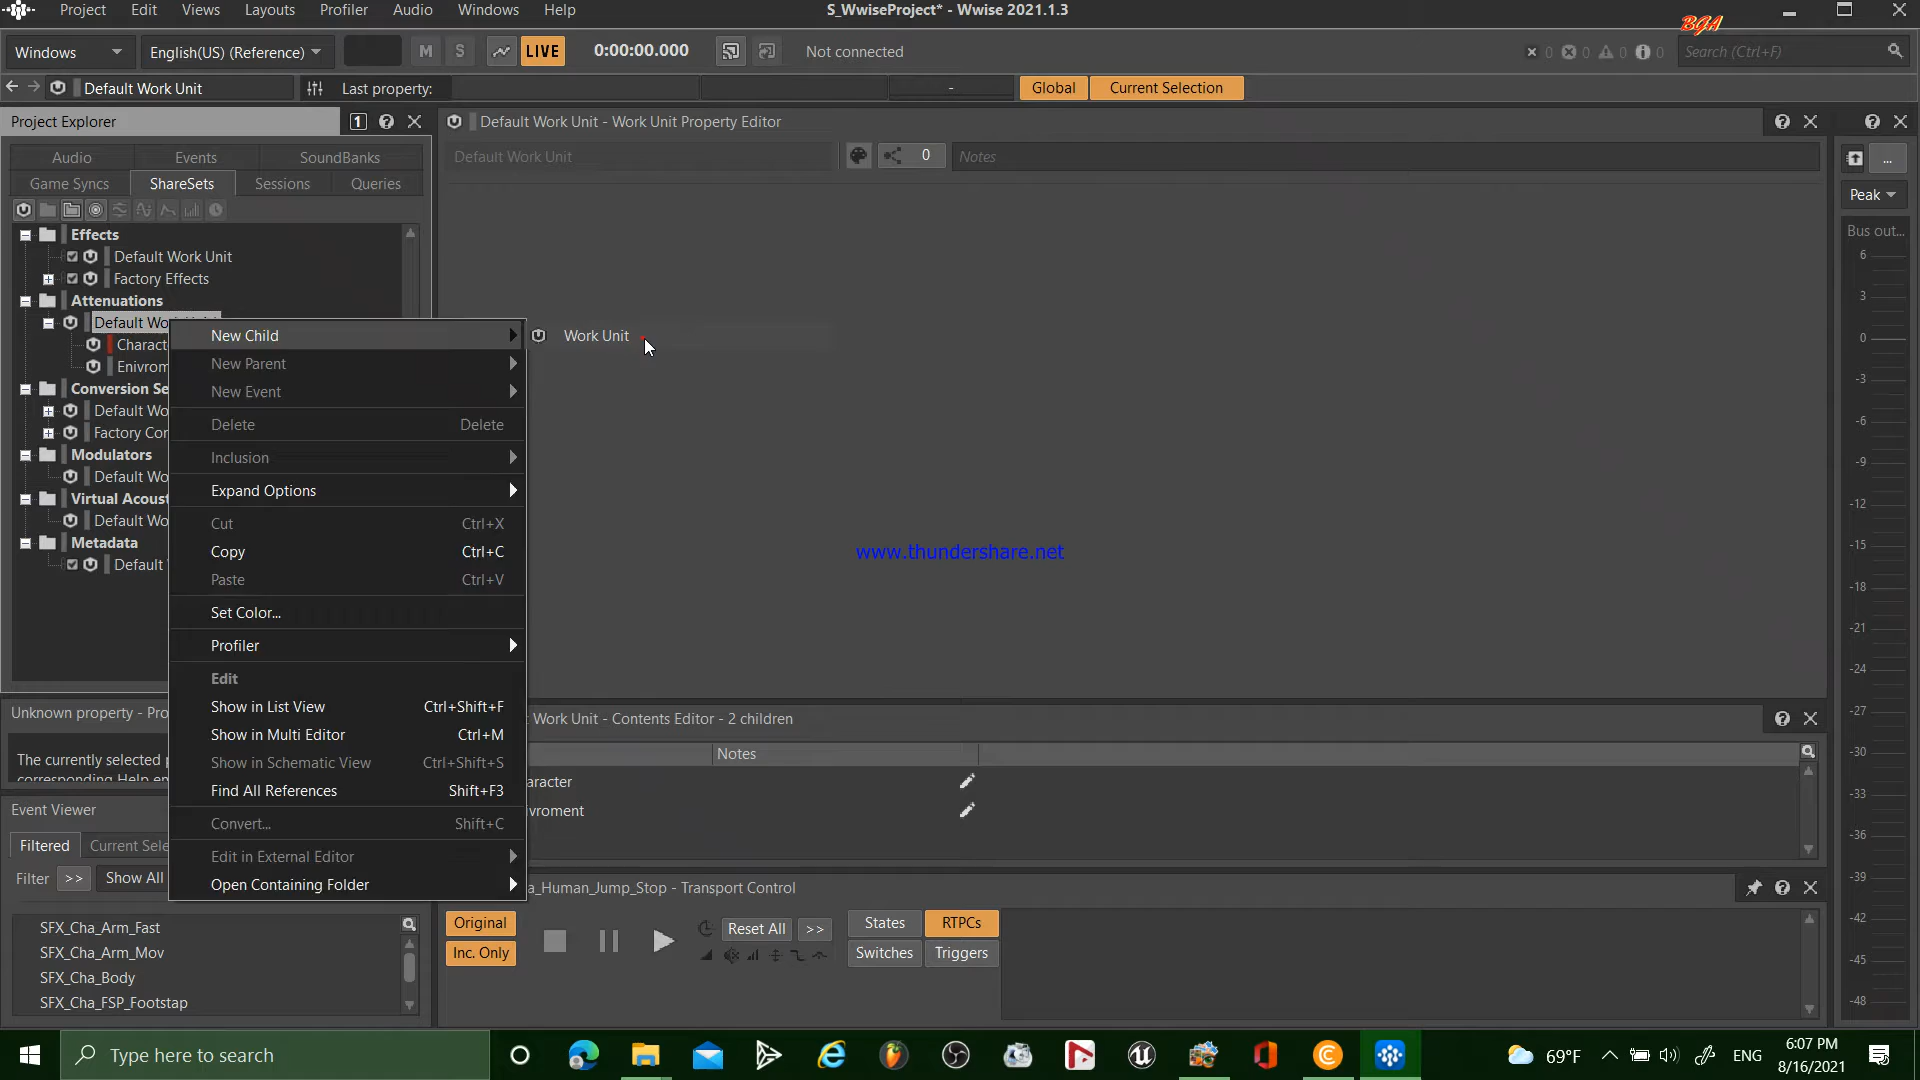 Project Edit Views Layouts Profiler Audio Windows Help
S_WwiseProject* - Wwise 2021.1.3
BGA
Windows English(US) (Reference) M S LIVE 0:00:00.000 Not connected 0 0 0 0 Search (Ctrl+F)
Default Work Unit Last property: - Global Current Selection
Project Explorer 1
Default Work Unit - Work Unit Property Editor
Audio Events SoundBanks
Default Work Unit 0 Notes ...
Game Syncs ShareSets Sessions Queries
Peak
Bus out...
Effects
Default Work Unit
Factory Effects
Attenuations
Default Wo
Charact
Enivrom
Conversion Se
Default Wo
Factory Cor
Modulators
Default Wo
Virtual Acoust
Default Wo
Metadata
Default
New Child
Work Unit
New Parent
New Event
Delete Delete
Inclusion
Expand Options
Cut Ctrl+X
Copy Ctrl+C
Paste Ctrl+V
Set Color...
Profiler
Edit
Show in List View Ctrl+Shift+F
Show in Multi Editor Ctrl+M
Show in Schematic View Ctrl+Shift+S
Find All References Shift+F3
Convert... Shift+C
Edit in External Editor
Open Containing Folder
www.thundershare.net
6
3
0
-3
-6
-9
-12
-15
-18
-21
-24
-27
-30
-33
-36
-39
-42
-45
-48
Unknown property - Pro
The currently selected p
corresponding Help en
Work Unit - Contents Editor - 2 children
Notes
aracter
ivroment
Event Viewer
Filtered Current Sele
Filter >> Show All
SFX_Cha_Arm_Fast
SFX_Cha_Arm_Mov
SFX_Cha_Body
SFX_Cha_FSP_Footstap
a_Human_Jump_Stop - Transport Control
Original
Inc. Only
Reset All >>
States RTPCs
Switches Triggers
Type here to search
69°F ENG
6:07 PM
8/16/2021